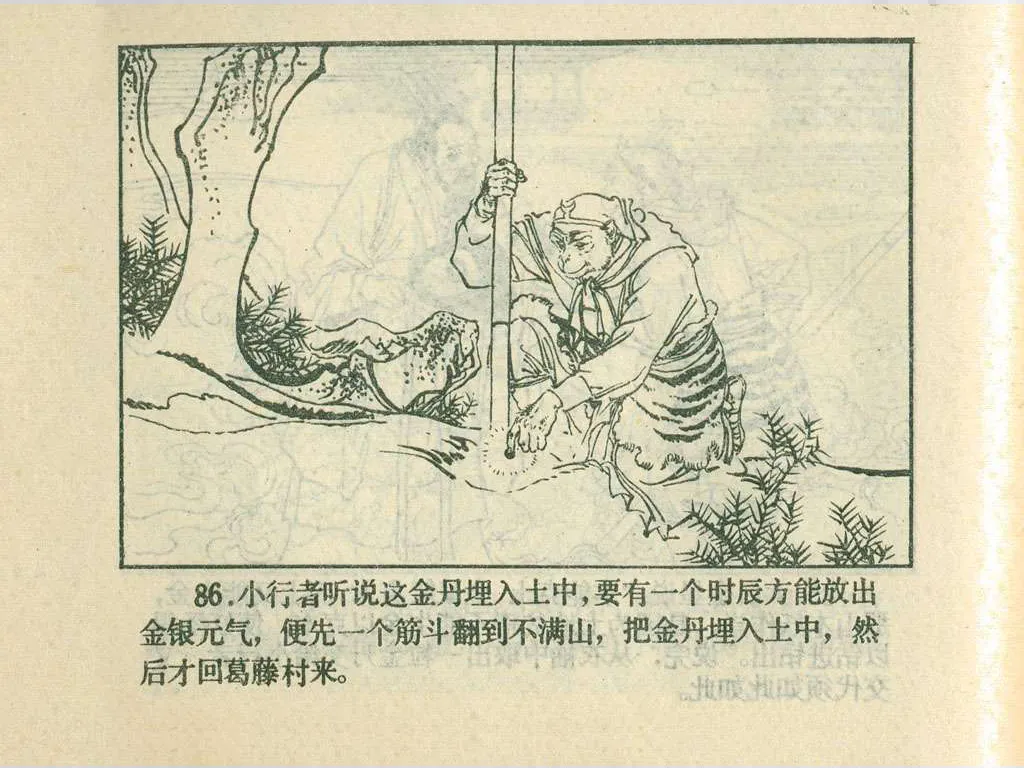 86.小行者听说这金丹埋入土中，要有一个时辰方能放出
金银元气，便先一个筋斗翻到不满山，把金丹埋入土中，然
后才回葛藤村来。